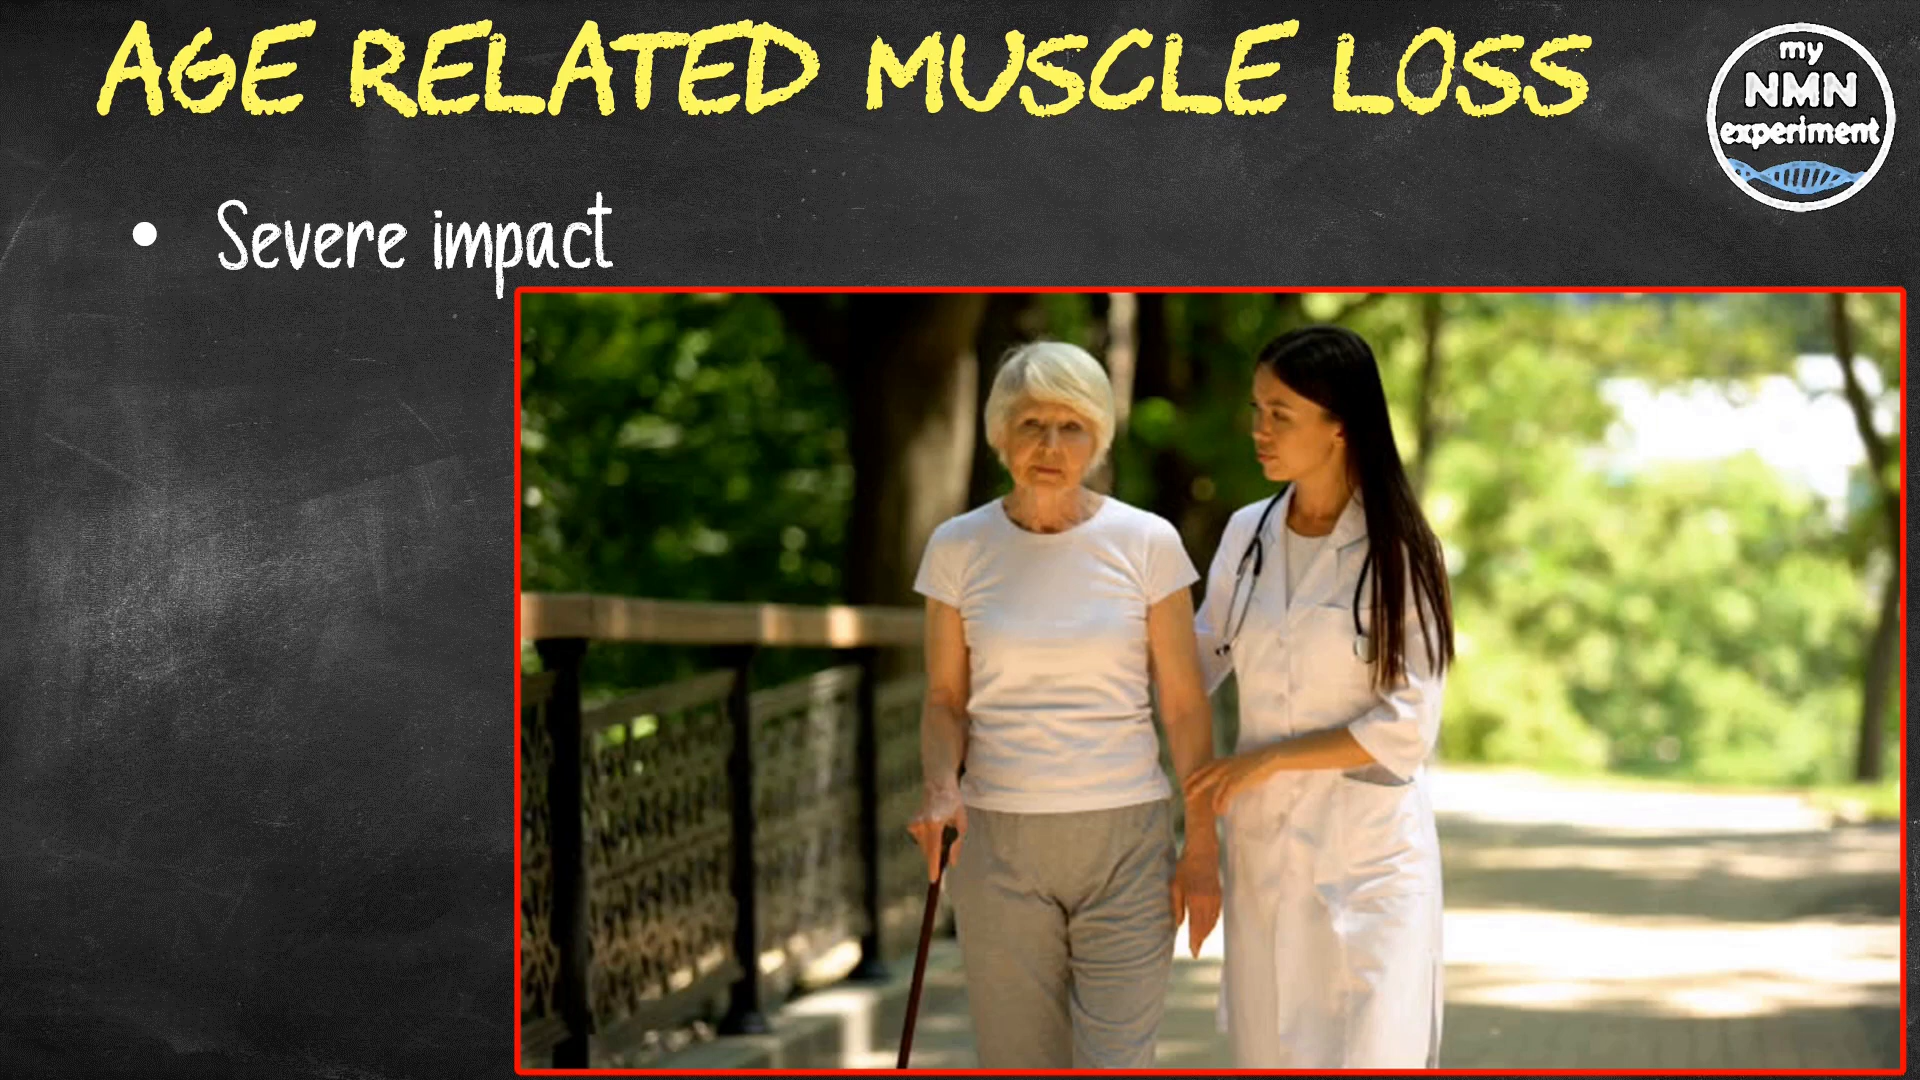 AGE RELATED MUSCLE LOSS
my
NMN
experiment
• Severe impact